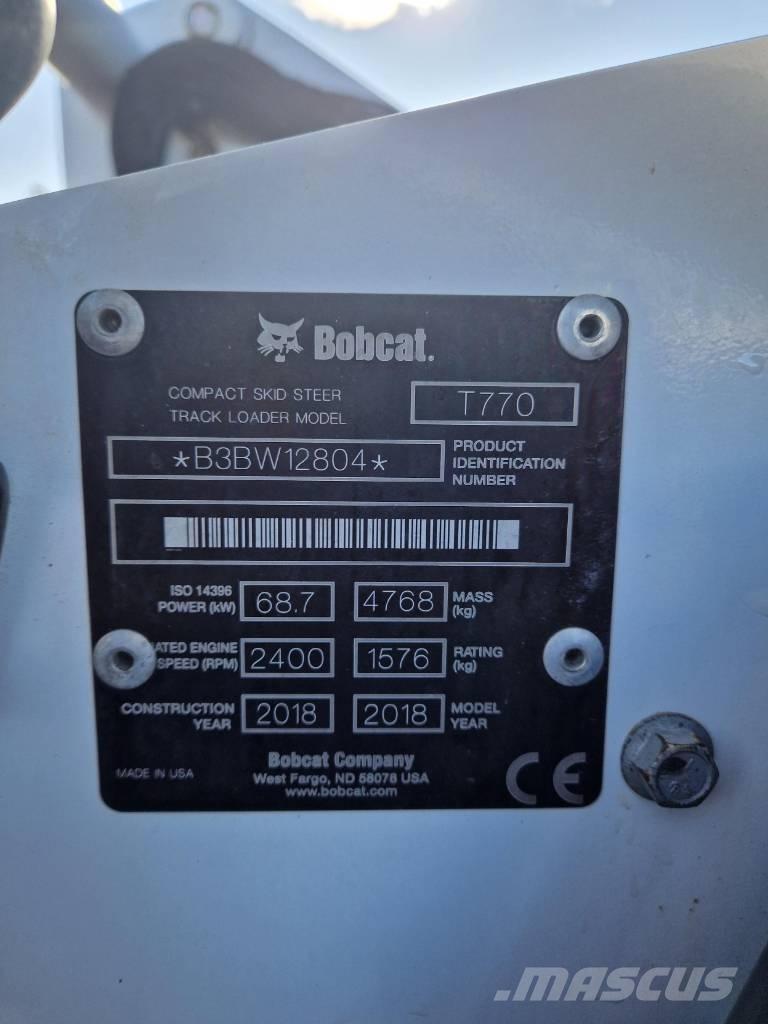 Bobcat.
COMPACT SKID STEER
TRACK LOADER MODEL
T770
*B3BW12804*
PRODUCT
IDENTIFICATION
NUMBER
ISO 14396
POWER (kW)
68.7
4768
MASS
(kg)
ATED ENGINE
SPEED (RPM)
2400
1576
RATING
(kg)
CONSTRUCTION
YEAR
2018
2018
MODEL
YEAR
Bobcat Company
West Fargo, ND 58078 USA
www.bobcat.com
MADE IN USA
CE
MASCUS